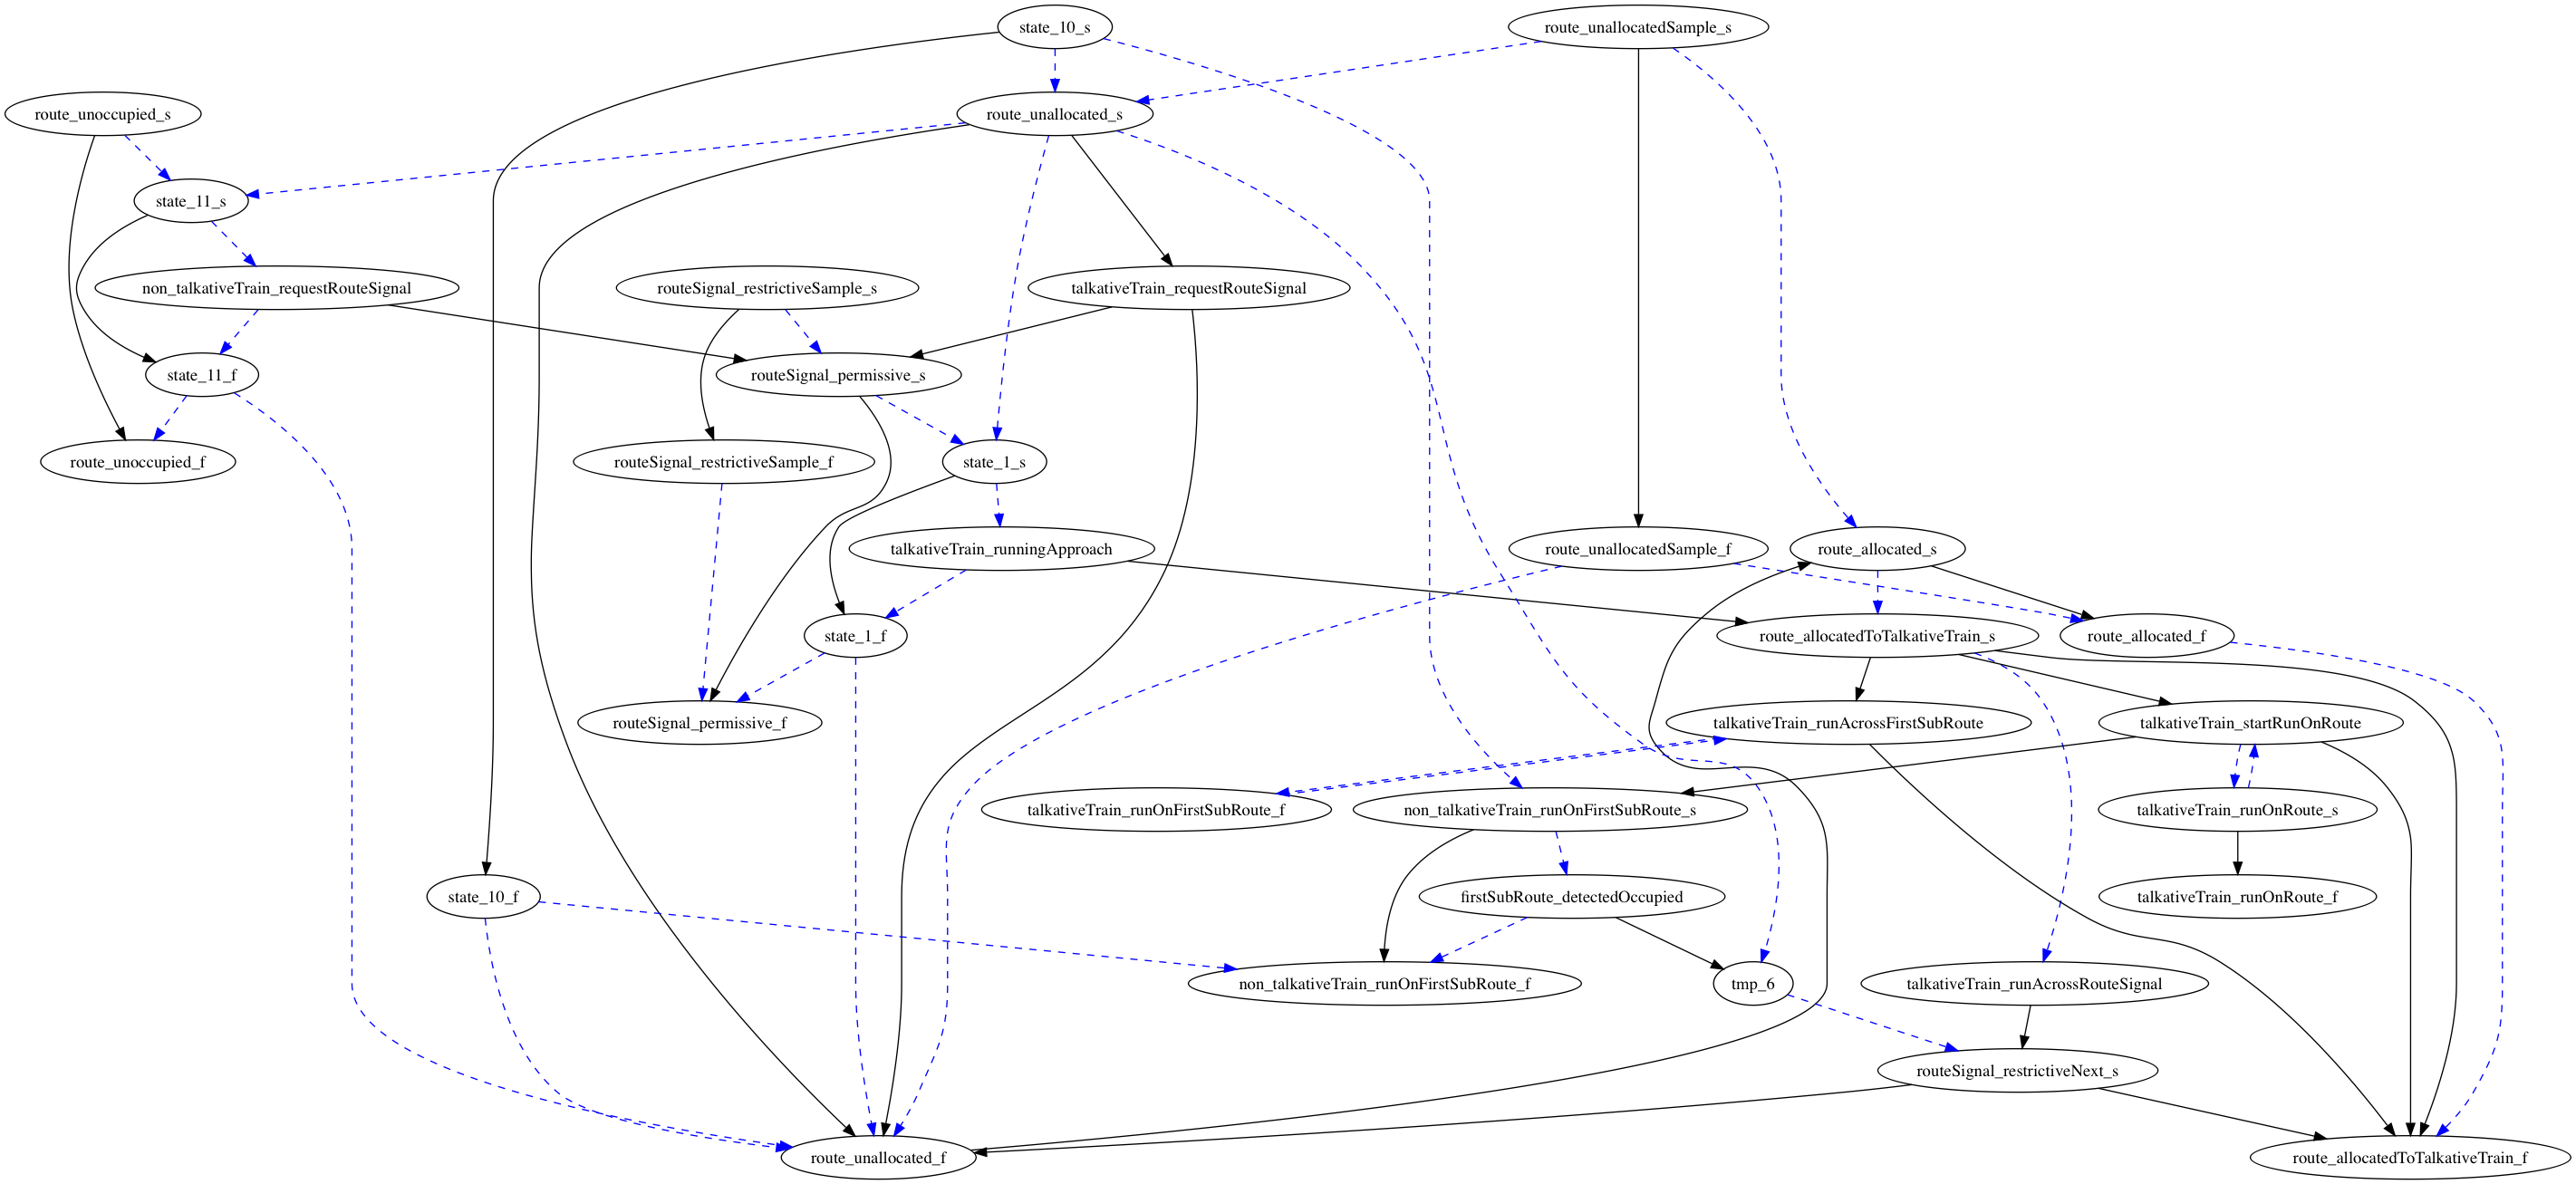 state_10_s
route_unallocatedSample_s
route_unoccupied_s
route_unallocated_s
state_11_s
non_talkativeTrain_requestRouteSignal
routeSignal_restrictiveSample_s
talkativeTrain_requestRouteSignal
state_11_f
routeSignal_permissive_s
route_unoccupied_f
routeSignal_restrictiveSample_f
state_1_s
talkativeTrain_runningApproach
route_unallocatedSample_f
route_allocated_s
state_1_f
route_allocatedToTalkativeTrain_s
route_allocated_f
routeSignal_permissive_f
talkativeTrain_runAcrossFirstSubRoute
talkativeTrain_startRunOnRoute
talkativeTrain_runOnFirstSubRoute_f
non_talkativeTrain_runOnFirstSubRoute_s
talkativeTrain_runOnRoute_s
state_10_f
firstSubRoute_detectedOccupied
talkativeTrain_runOnRoute_f
non_talkativeTrain_runOnFirstSubRoute_f
tmp_6
talkativeTrain_runAcrossRouteSignal
routeSignal_restrictiveNext_s
route_unallocated_f
route_allocatedToTalkativeTrain_f